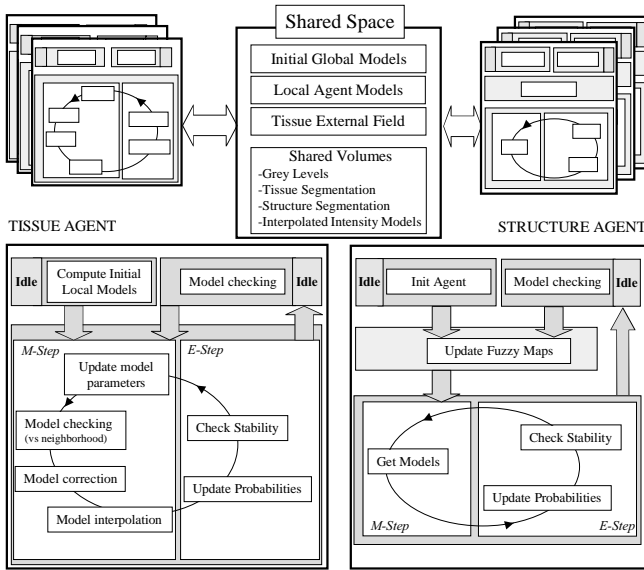 Shared Space
Initial Global Models
Local Agent Models
Tissue External Field
Shared Volumes
-Grey Levels
-Tissue Segmentation
-Structure Segmentation
-Interpolated Intensity Models
TISSUE AGENT
STRUCTURE AGENT
Idle
Compute Initial
Local Models
Model checking
Idle
M-Step
E-Step
Update model
parameters
Model checking
(vs neighborhood)
Check Stability
Model correction
Update Probabilities
Model interpolation
Idle
Init Agent
Model checking
Idle
Update Fuzzy Maps
Check Stability
Get Models
Update Probabilities
M-Step
E-Step